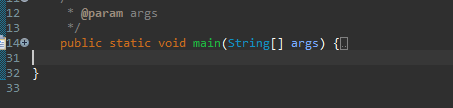 12 * @param args
13 */
14 public static void main(String[] args) {
31
32 }
33